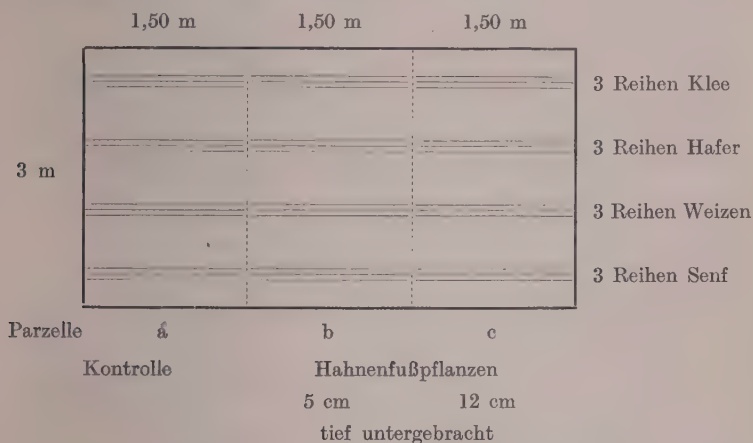 1,50 m 1,50 m 1,50 m
3 Reihen Klee
3 Reihen Hafer
3 m
3 Reihen Weizen
3 Reihen Senf
Parzelle a b c
Kontrolle Hahnenfußpflanzen
5 cm 12 cm
tief untergebracht